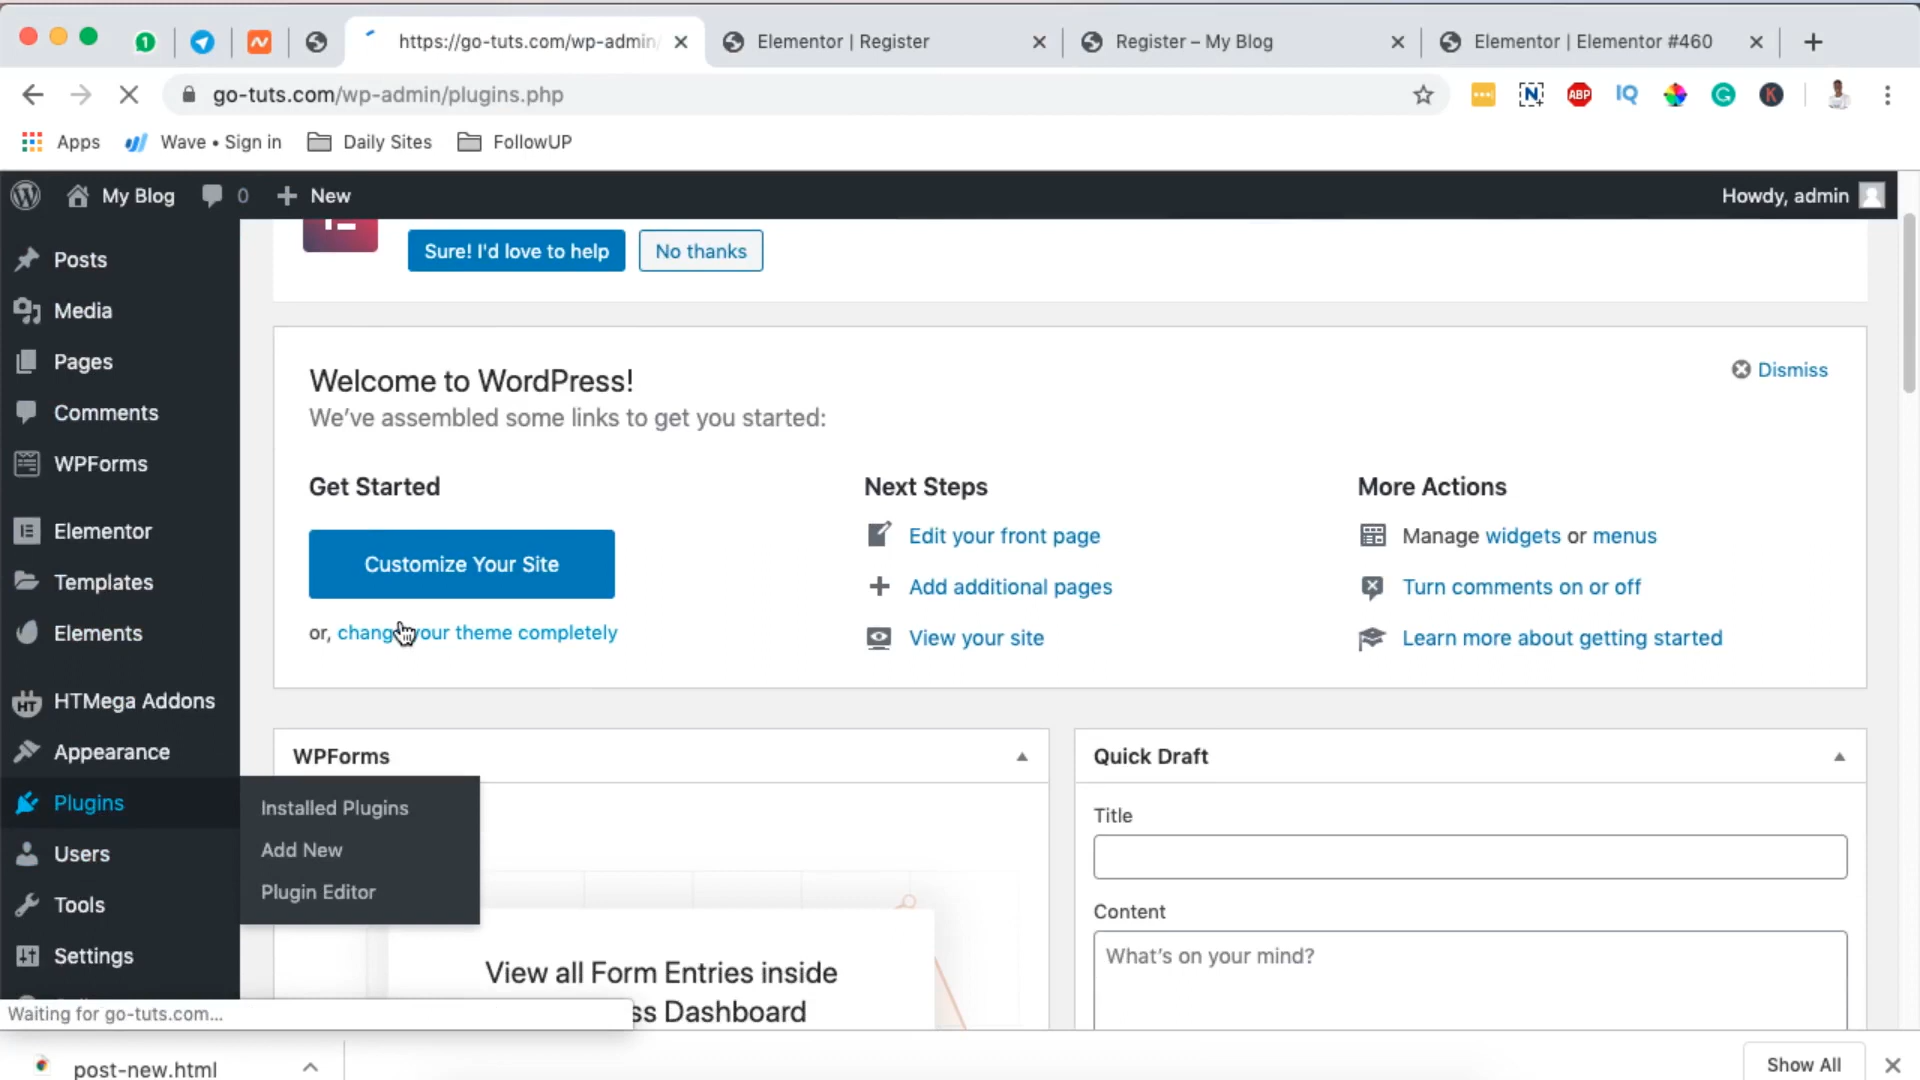 1
https://go-tuts.com/wp-admin/
Elementor | Register
Register – My Blog
Elementor | Elementor #460
go-tuts.com/wp-admin/plugins.php
N
ABP
IQ
G
K
Apps
Wave • Sign in
Daily Sites
FollowUP
My Blog
0
New
Howdy, admin
Posts
Media
Pages
Comments
WPForms
Elementor
Templates
Elements
HT
HTMega Addons
Appearance
Plugins
Users
Tools
Settings
Installed Plugins
Add New
Plugin Editor
Sure! I'd love to help
No thanks
Welcome to WordPress!
We've assembled some links to get you started:
Dismiss
Get Started
Customize Your Site
or, change your theme completely
Next Steps
Edit your front page
Add additional pages
View your site
More Actions
Manage widgets or menus
Turn comments on or off
Learn more about getting started
WPForms
View all Form Entries inside
ss Dashboard
Quick Draft
Title
Content
What's on your mind?
Waiting for go-tuts.com...
post-new.html
Show All